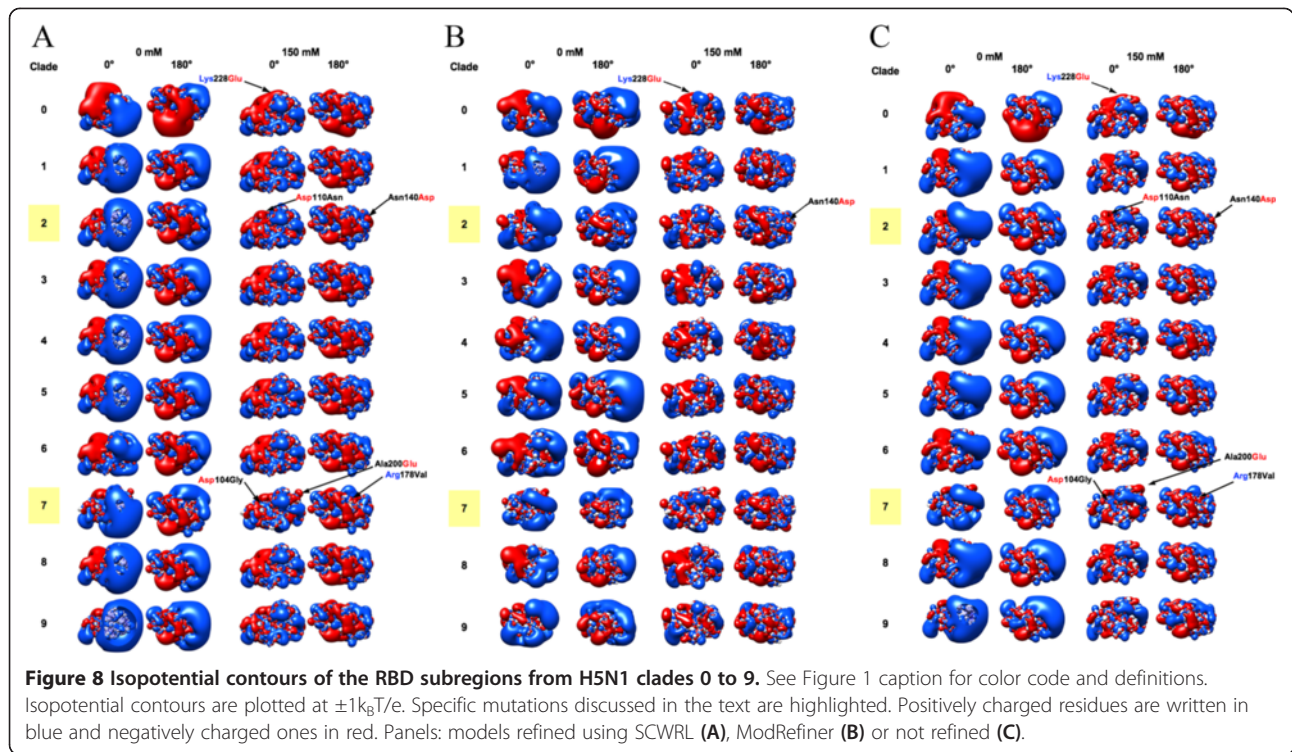 A
0 mM
150 mM
Clade
0°
180°
0°
180°
Lys228Glu
0
1
Asp110Asn
Asn140Asp
2
3
4
5
6
Ala200Glu
Asp104Gly
Arg178Val
7
8
9
B
0 mM
150 mM
Clade
0°
180°
0°
180°
Lys228Glu
0
1
Asn140Asp
2
3
4
5
6
7
8
9
C
0 mM
150 mM
Clade
0°
180°
0°
180°
Lys228Glu
0
1
Asp110Asn
Asn140Asp
2
3
4
5
6
Ala200Glu
Asp104Gly
Arg178Val
7
8
9
Figure 8 Isopotential contours of the RBD subregions from H5N1 clades 0 to 9. See Figure 1 caption for color code and definitions.
Isopotential contours are plotted at ±1kBT/e. Specific mutations discussed in the text are highlighted. Positively charged residues are written in
blue and negatively charged ones in red. Panels: models refined using SCWRL (A), ModRefiner (B) or not refined (C).